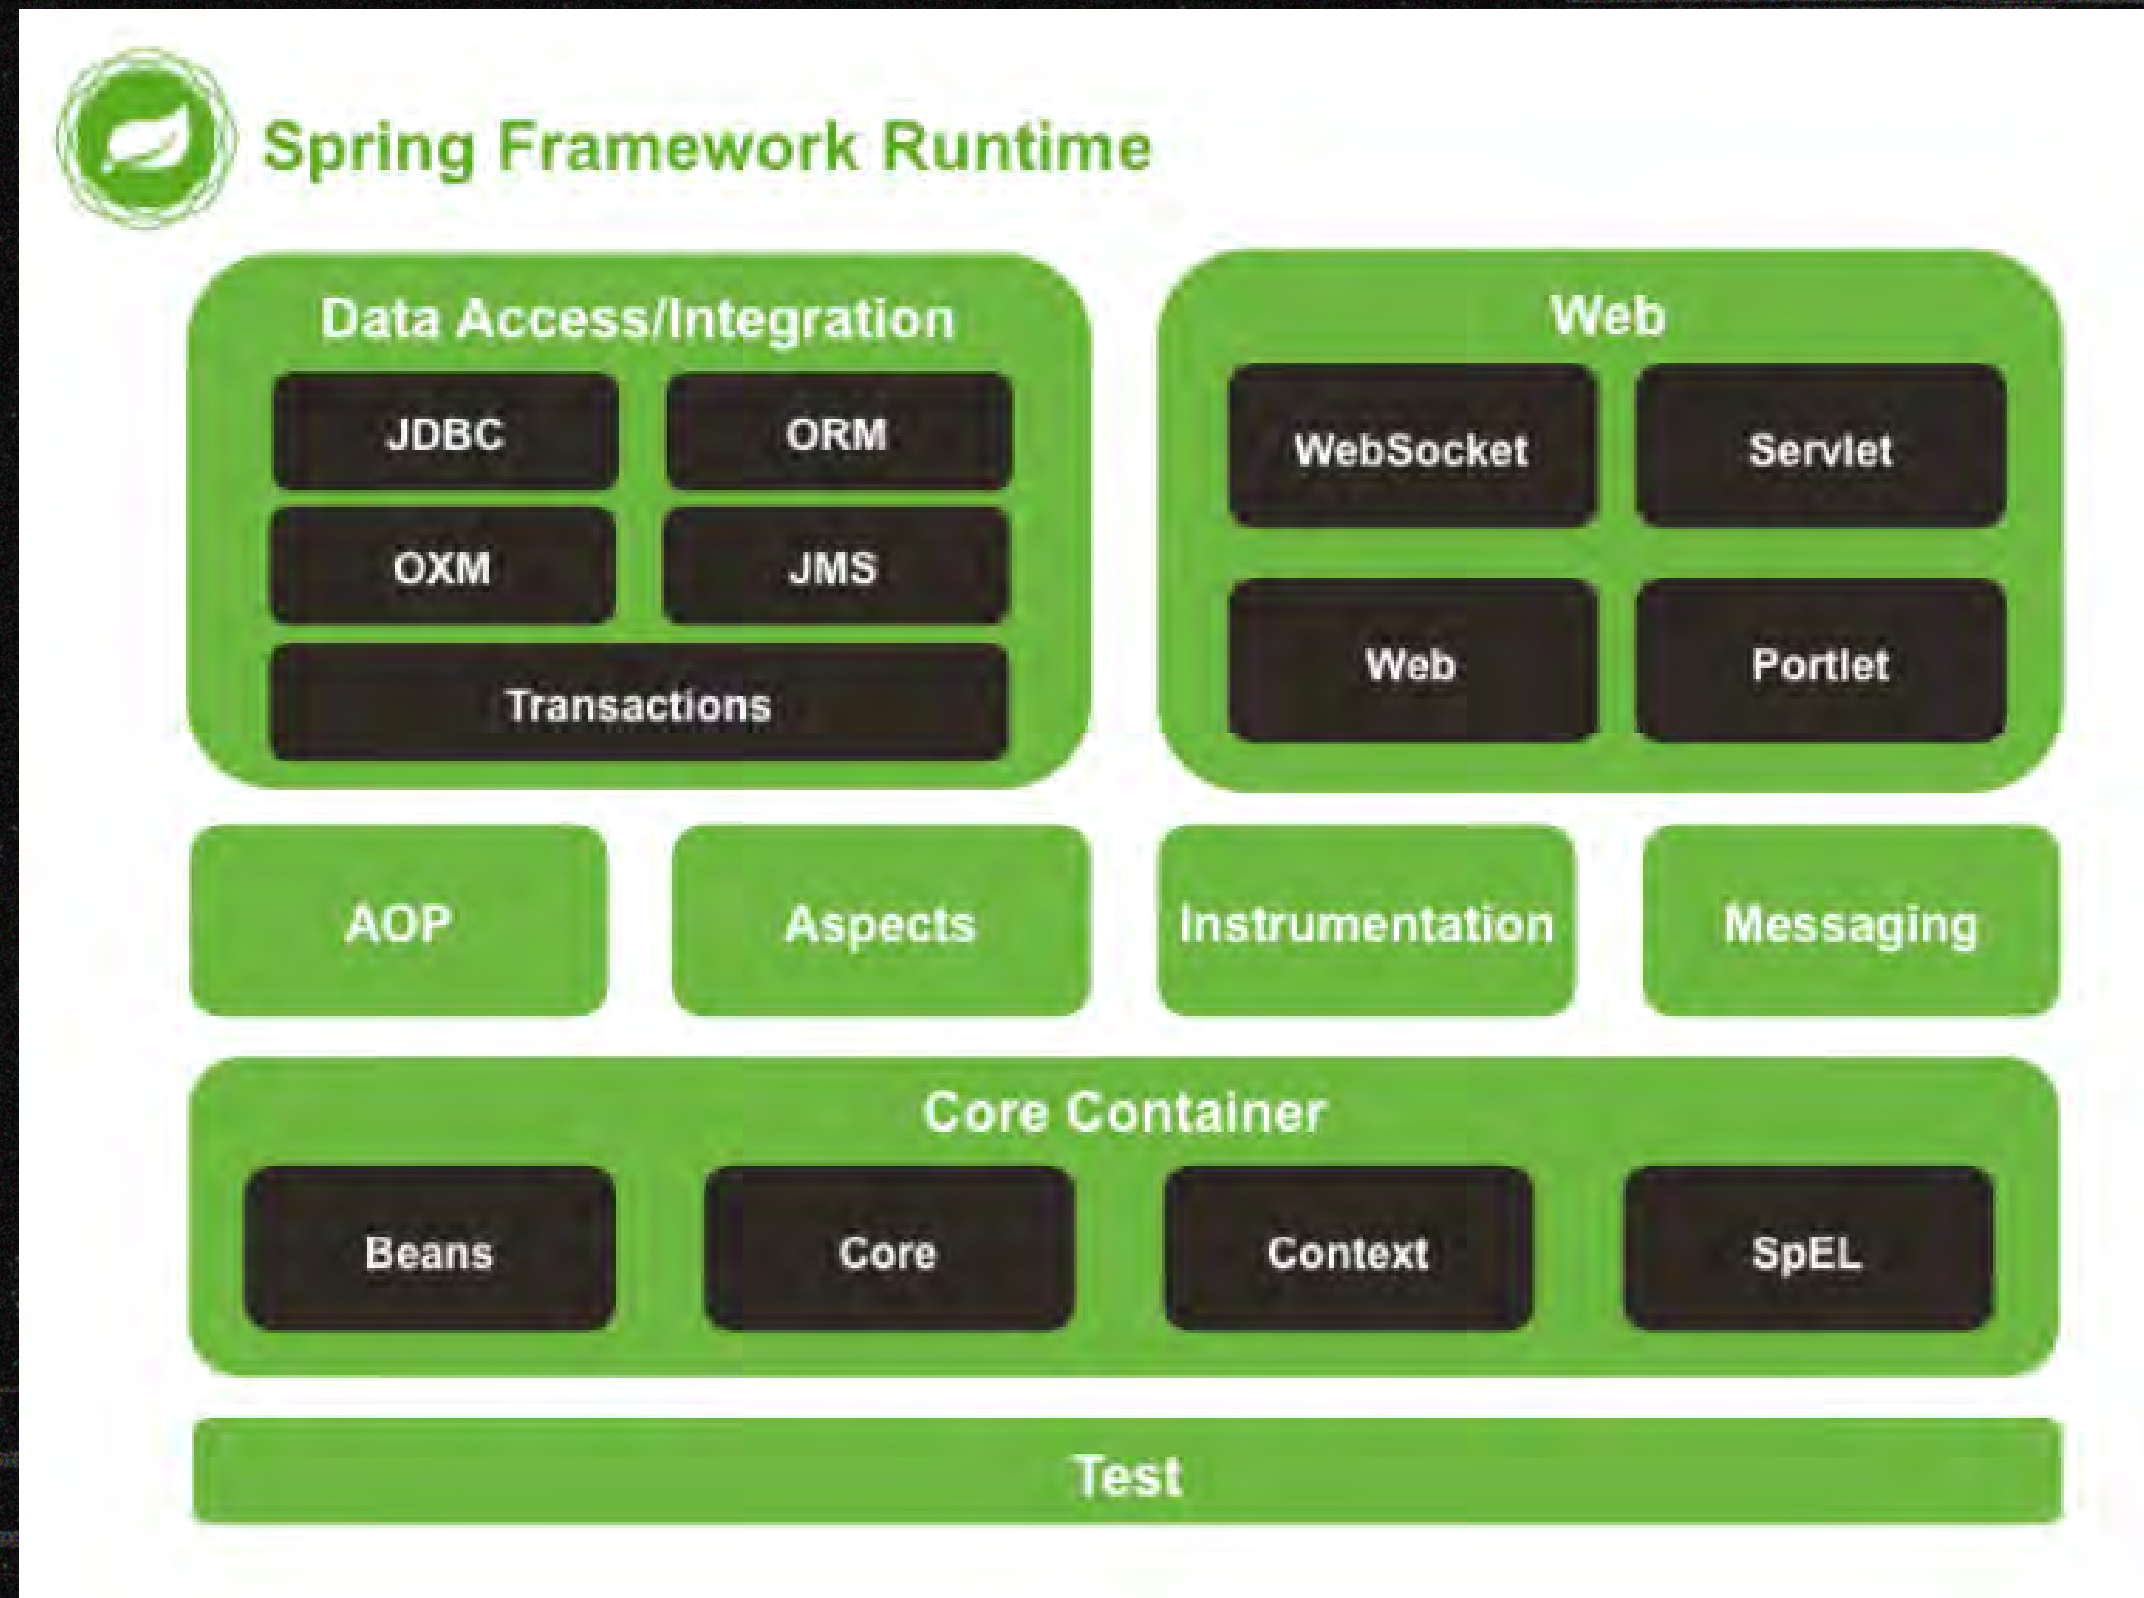 Spring Framework Runtime
Data Access/Integration
JDBC
ORM
OXM
JMS
Transactions
Web
WebSocket
Servlet
Web
Portlet
AOP
Aspects
Instrumentation
Messaging
Core Container
Beans
Core
Context
SpEL
Test